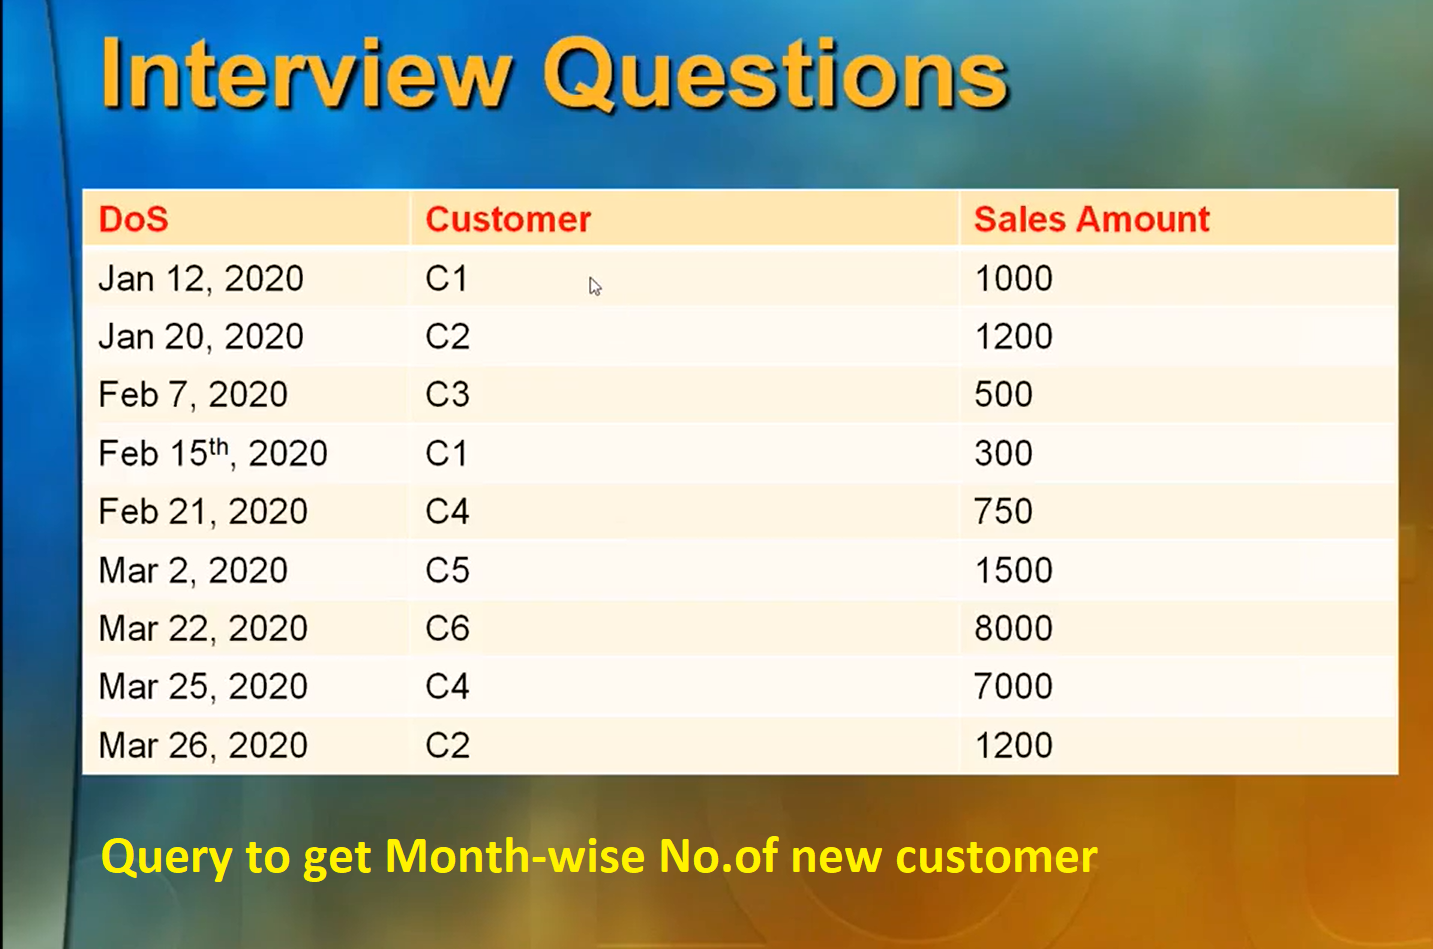 Interview Questions
DoS Customer Sales Amount
Jan 12, 2020 C1 1000
Jan 20, 2020 C2 1200
Feb 7, 2020 C3 500
Feb 15th, 2020 C1 300
Feb 21, 2020 C4 750
Mar 2, 2020 C5 1500
Mar 22, 2020 C6 8000
Mar 25, 2020 C4 7000
Mar 26, 2020 C2 1200
Query to get Month-wise No.of new customer